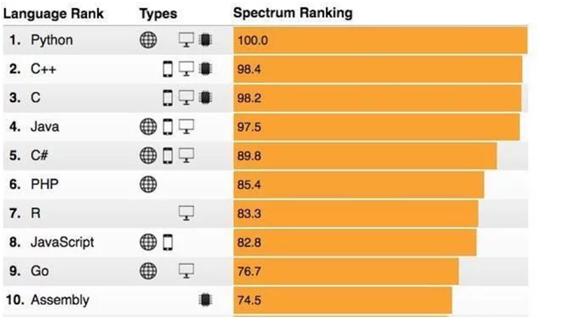 Language Rank Types Spectrum Ranking
1. Python 100.0
2. C++ 98.4
3. C 98.2
4. Java 97.5
5. C# 89.8
6. PHP 85.4
7. R 83.3
8. JavaScript 82.8
9. Go 76.7
10. Assembly 74.5